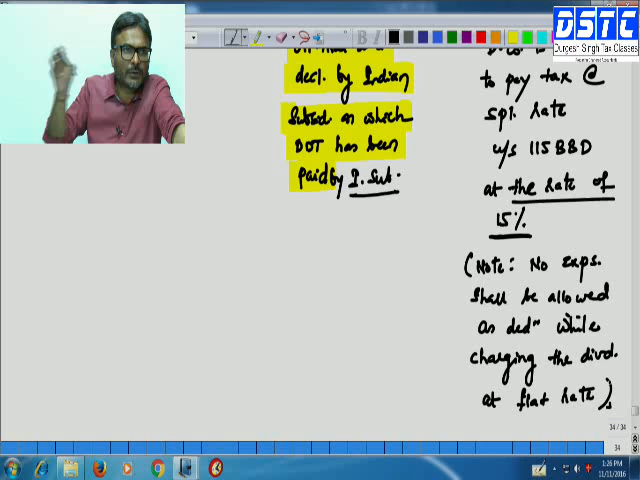 DSTC
Durgesh Singh Tax Classes
decl. by Indian
Subsd on which
DDT has been
paid by I. Sub.
to pay tax @
spl. rate
u/s 115BBD
at the rate of
15%
(Note: No exps.
shall be allowed
as dedn while
charging the divd.
at flat rate).
34 / 34
34
1:26 PM
11/11/2016